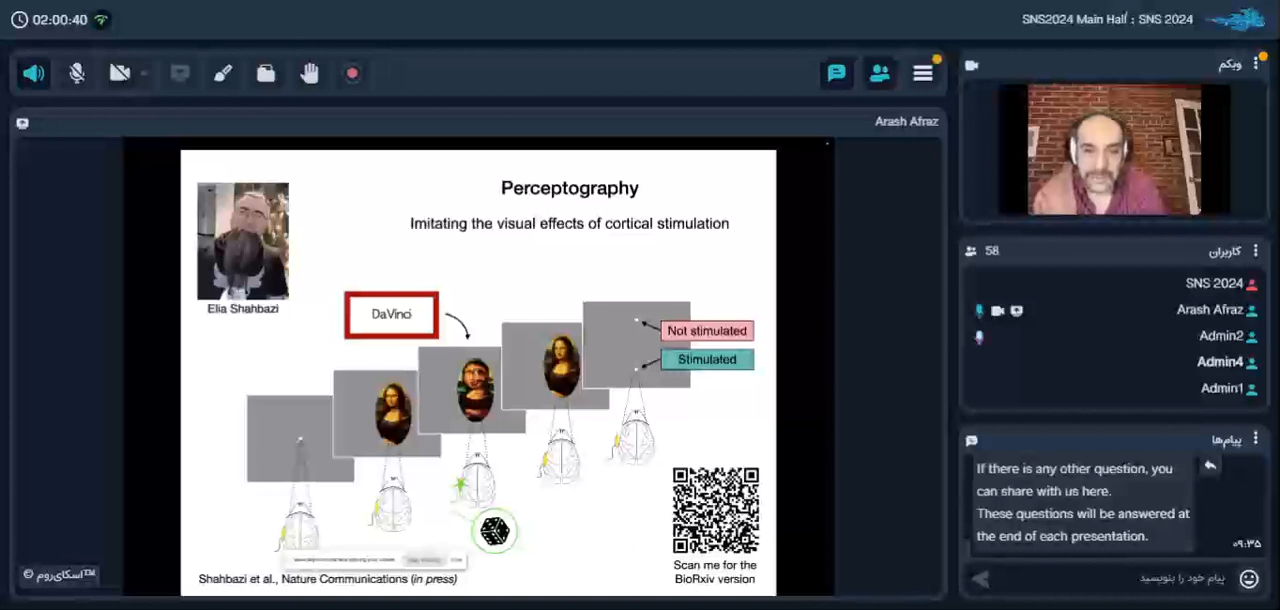 02:00:40
SNS2024 Main Hall : SNS 2024
Arash Afraz
Perceptography
Imitating the visual effects of cortical stimulation
Elia Shahbazi
DaVinci
Not stimulated
Stimulated
Scan me for the
BioRxiv version
Shahbazi et al., Nature Communications (in press)
اسکای‌روم™ ©
وبکم
کاربران
58
SNS 2024
Arash Afraz
Admin2
Admin4
Admin1
پیام‌ها
If there is any other question, you
can share with us here.
These questions will be answered at
the end of each presentation.
۰۹:۳۵
پیام خود را بنویسید